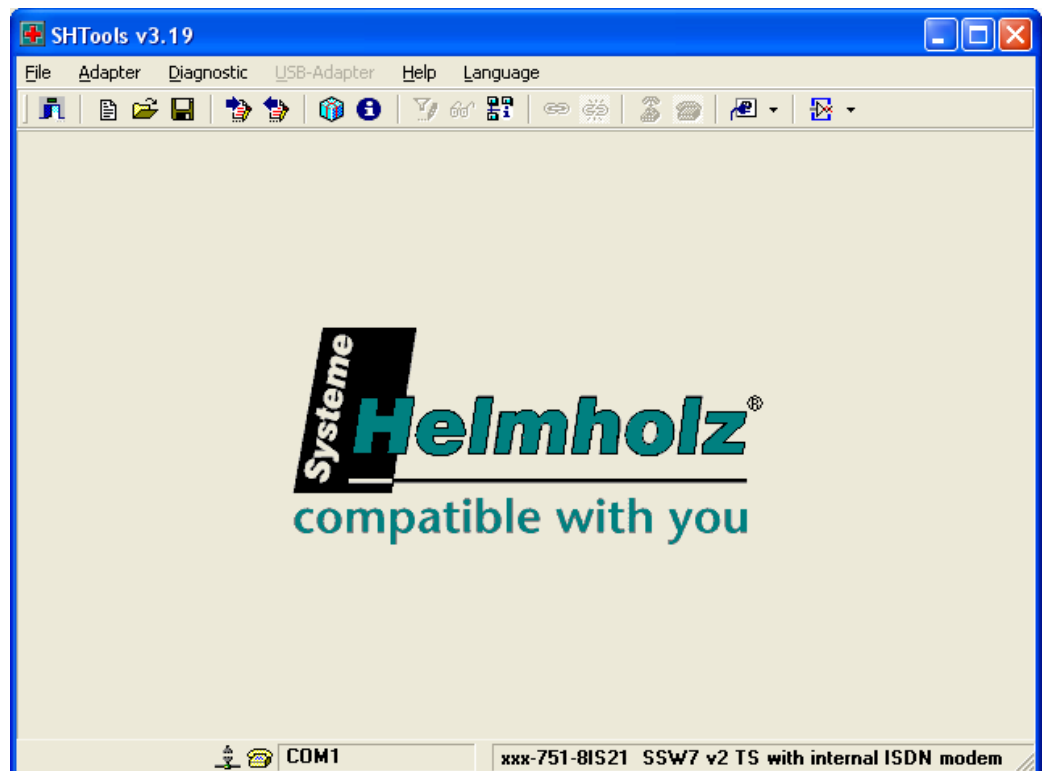 SHTools v3.19
File Adapter Diagnostic USB-Adapter Help Language
Systeme
Helmholz®
compatible with you
COM1 xxx-751-8IS21 SSW7 v2 TS with internal ISDN modem